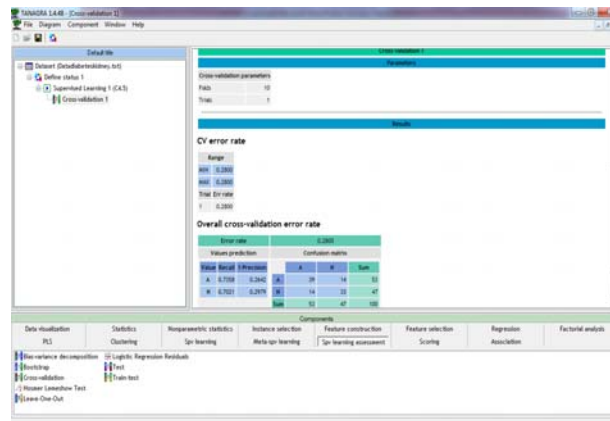 TANAGRA 1.4.48 - [Cross-validation 1]
File Diagram Component Window Help
Default title
Dataset (Datadiabeteskidney.txt)
Define status 1
Supervised Learning 1 (C4.5)
Cross-validation 1
Cross-validation 1
Parameters
Cross-validation parameters
Folds 10
Trials 1
Results
CV error rate
Range
MIN 0.2800
MAX 0.2800
Trial Err rate
1 0.2800
Overall cross-validation error rate
Error rate 0.2800
Values prediction Confusion matrix
Value Recall 1-Precision A N Sum
A 0.7358 0.2642 A 39 14 53
N 0.7021 0.2979 N 14 33 47
Sum 53 47 100
Components
Data visualization Statistics Nonparametric statistics Instance selection Feature construction Feature selection Regression Factorial analysis
PLS Clustering Spv learning Meta-spv learning Spv learning assessment Scoring Association
Bias-variance decomposition Logistic Regression Residuals
Bootstrap Test
Cross-validation Train-test
Hosmer Lemeshow Test
Leave-One-Out